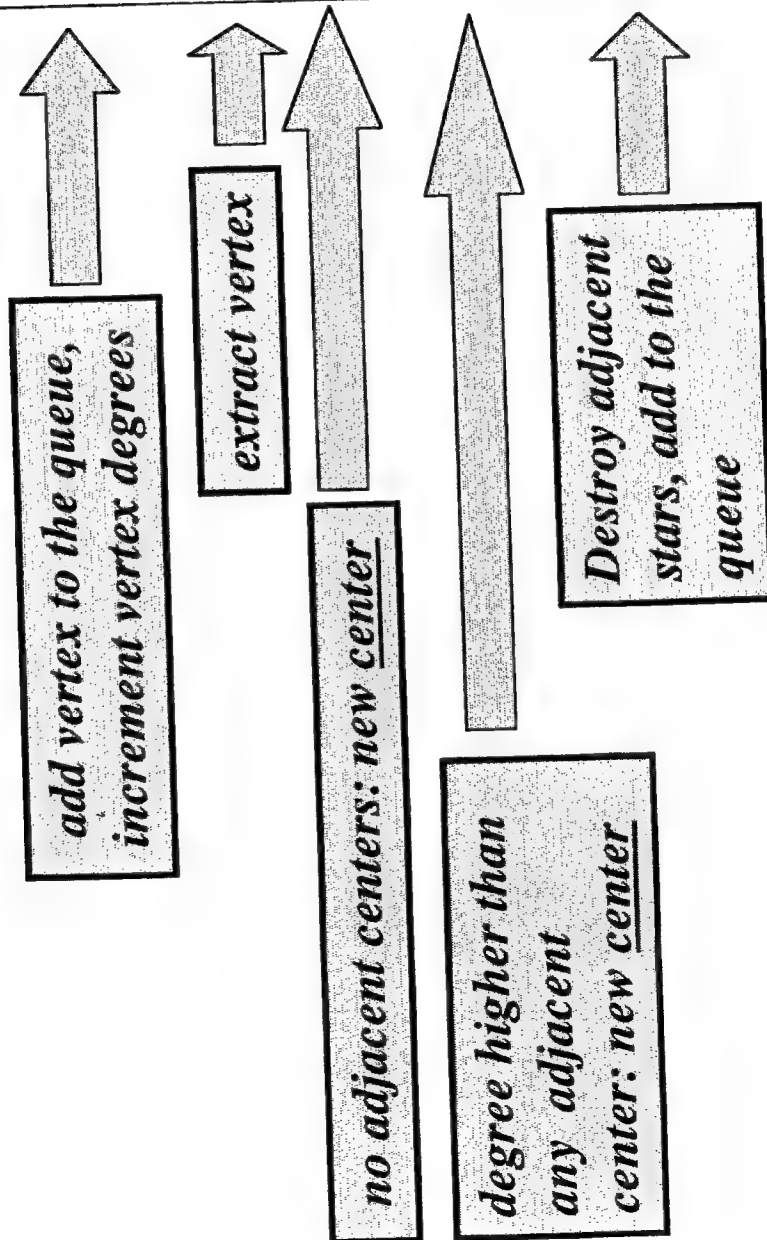 add vertex to the queue,
increment vertex degrees
extract vertex
no adjacent centers: new center
degree higher than
any adjacent
center: new center
Destroy adjacent
stars, add to the
queue